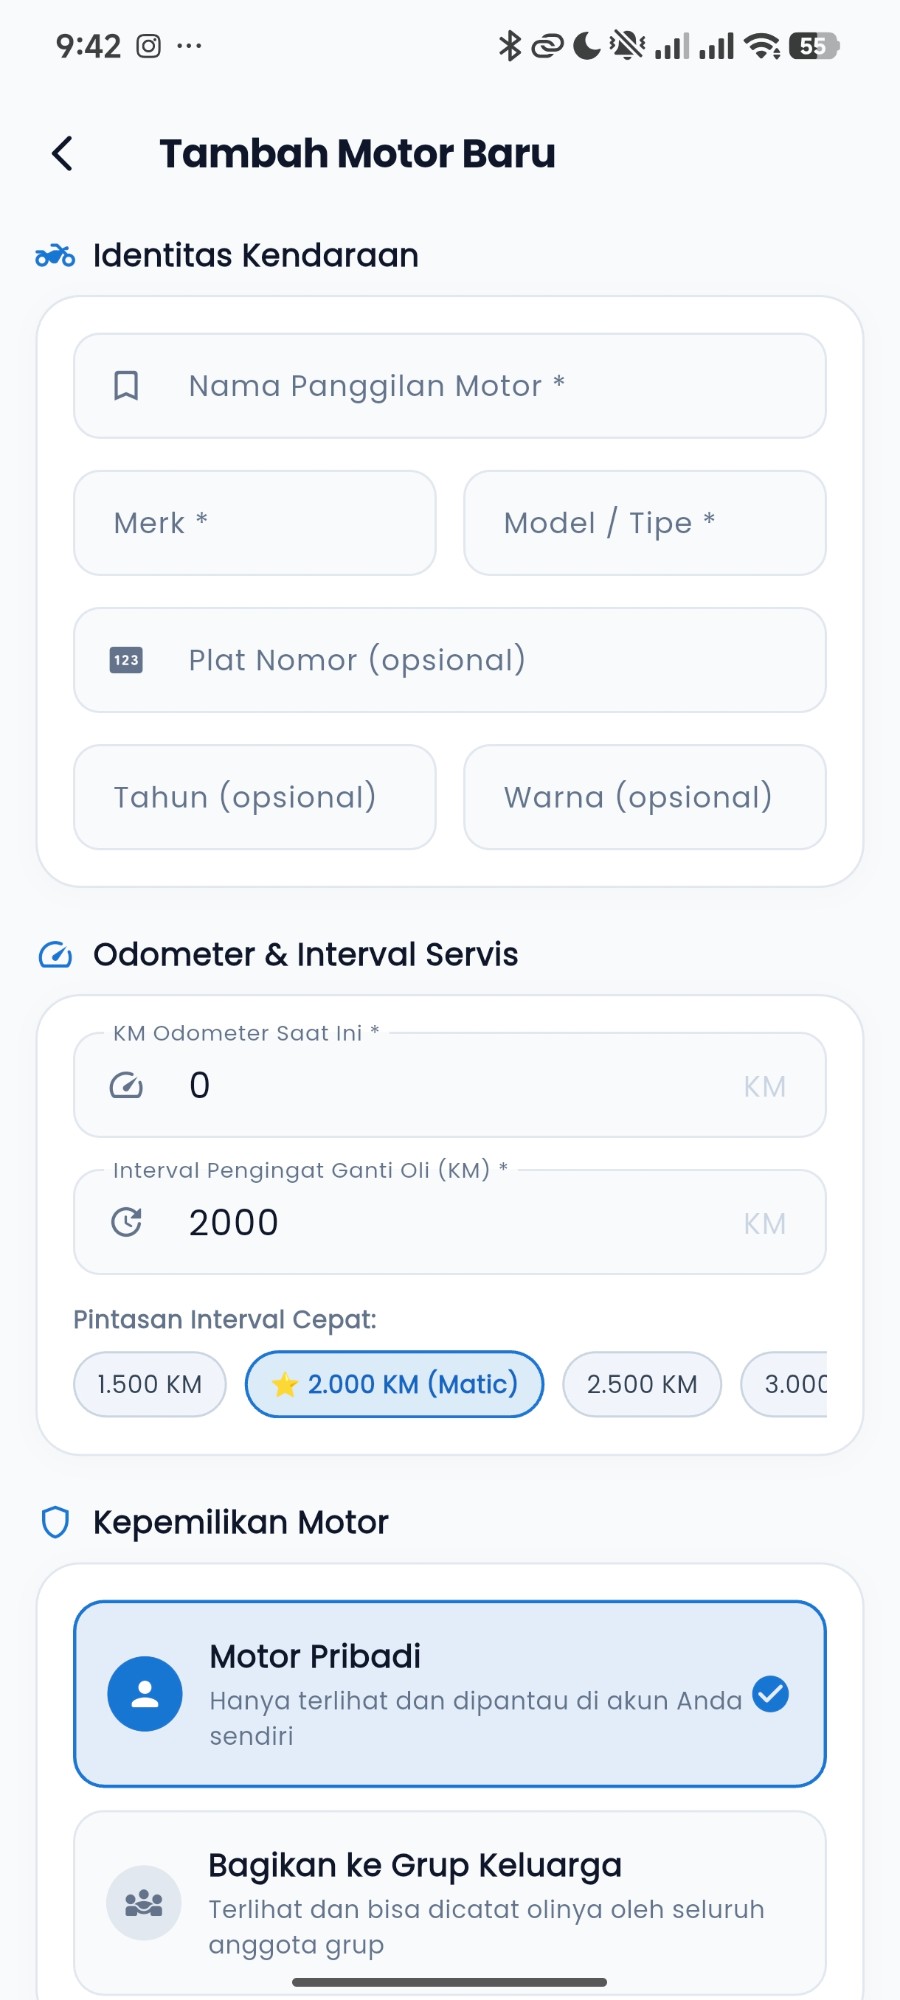 9:42
55
Tambah Motor Baru
Identitas Kendaraan
Nama Panggilan Motor *
Merk *
Model / Tipe *
123
Plat Nomor (opsional)
Tahun (opsional)
Warna (opsional)
Odometer & Interval Servis
KM Odometer Saat Ini *
0
KM
Interval Pengingat Ganti Oli (KM) *
2000
KM
Pintasan Interval Cepat:
1.500 KM
⭐ 2.000 KM (Matic)
2.500 KM
3.000
Kepemilikan Motor
Motor Pribadi
Hanya terlihat dan dipantau di akun Anda
sendiri
Bagikan ke Grup Keluarga
Terlihat dan bisa dicatat olinya oleh seluruh
anggota grup